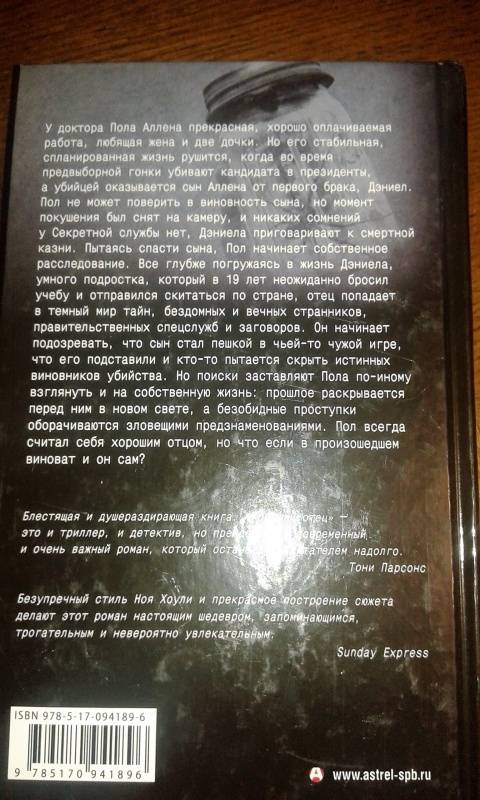 У доктора Пола Аллена прекрасная, хорошо оплачиваемая
работа, любящая жена и две дочки. Но его стабильная,
спланированная жизнь рушится, когда во время
предвыборной гонки убивают кандидата в президенты,
а убийцей оказывается сын Аллена от первого брака, Дэниел.
Пол не может поверить в виновность сына, но момент
покушения был снят на камеру, и никаких сомнений
у Секретной службы нет, Дэниела приговаривают к смертной
казни. Пытаясь спасти сына, Пол начинает собственное
расследование. Все глубже погружаясь в жизнь Дэниела,
умного подростка, который в 19 лет неожиданно бросил
учебу и отправился скитаться по стране, отец попадает
в темный мир тайн, бездомных и вечных странников,
правительственных спецслужб и заговоров. Он начинает
подозревать, что сын стал пешкой в чьей-то чужой игре,
что его подставили и кто-то пытается скрыть истинных
виновников убийства. Но поиски заставляют Пола по-иному
взглянуть и на собственную жизнь: прошлое раскрывается
перед ним в новом свете, а безобидные проступки
оборачиваются зловещими предзнаменованиями. Пол всегда
считал себя хорошим отцом, но что если в произошедшем
виноват и он сам?
Блестящая и душераздирающая книга. отец» –
это и триллер, и детектив, но
и очень важный роман, который надолго.
Тони Парсонс
Безупречный стиль Ноя Хоули и прекрасное построение сюжета
делают этот роман настоящим шедевром, запоминающимся,
трогательным и невероятно увлекательным.
Sunday Express
ISBN 978-5-17-094189-6
9 785170 941896
www.astrel-spb.ru